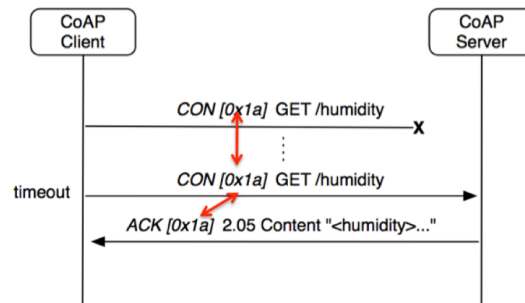 CoAP
Client
CoAP
Server
CON [0x1a] GET /humidity
X
timeout
CON [0x1a] GET /humidity
ACK [0x1a] 2.05 Content "<humidity>..."